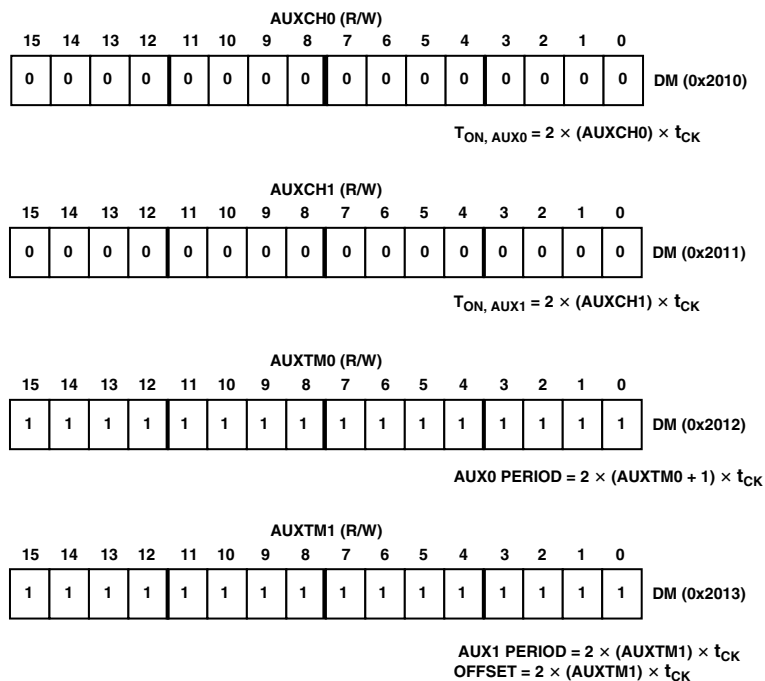 AUXCH0 (R/W)
15 14 13 12 11 10 9 8 7 6 5 4 3 2 1 0
0 0 0 0 0 0 0 0 0 0 0 0 0 0 0 0 DM (0x2010)
TON, AUX0 = 2 × (AUXCH0) × tCK
AUXCH1 (R/W)
15 14 13 12 11 10 9 8 7 6 5 4 3 2 1 0
0 0 0 0 0 0 0 0 0 0 0 0 0 0 0 0 DM (0x2011)
TON, AUX1 = 2 × (AUXCH1) × tCK
AUXTM0 (R/W)
15 14 13 12 11 10 9 8 7 6 5 4 3 2 1 0
1 1 1 1 1 1 1 1 1 1 1 1 1 1 1 1 DM (0x2012)
AUX0 PERIOD = 2 × (AUXTM0 + 1) × tCK
AUXTM1 (R/W)
15 14 13 12 11 10 9 8 7 6 5 4 3 2 1 0
1 1 1 1 1 1 1 1 1 1 1 1 1 1 1 1 DM (0x2013)
AUX1 PERIOD = 2 × (AUXTM1) × tCK
OFFSET = 2 × (AUXTM1) × tCK